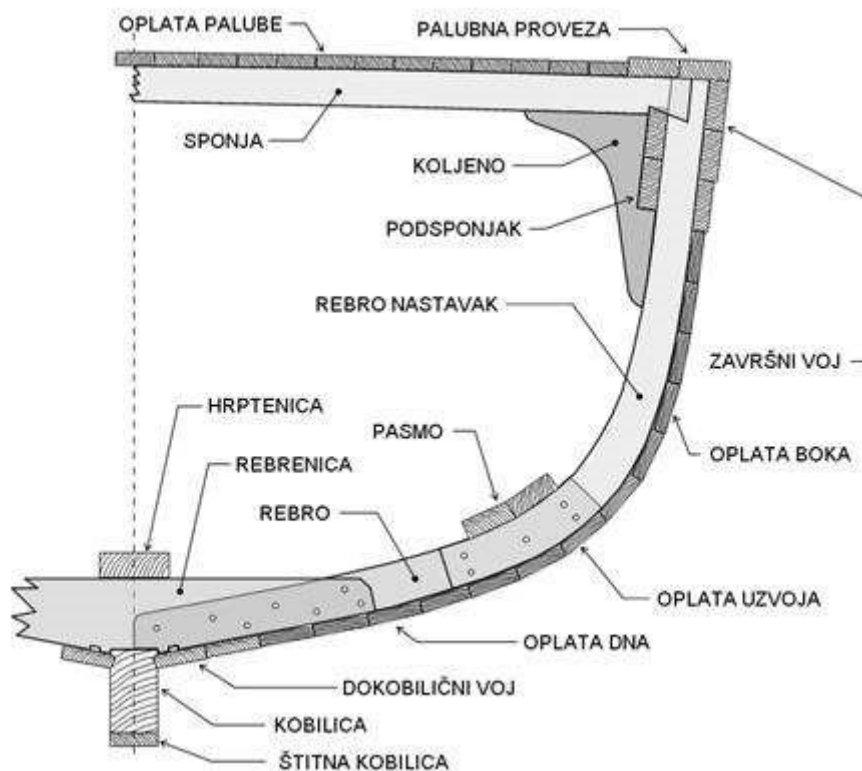 OPLATA PALUBE
PALUBNA PROVEZA
SPONJA
KOLJENO
PODSPONJAK
REBRO NASTAVAK
ZAVRŠNI VOJ
HRPTENICA
PASMO
OPLATA BOKA
REBRENICA
REBRO
OPLATA UZVOJA
OPLATA DNA
DOKOBILIČNI VOJ
KOBILICA
ŠTITNA KOBILICA